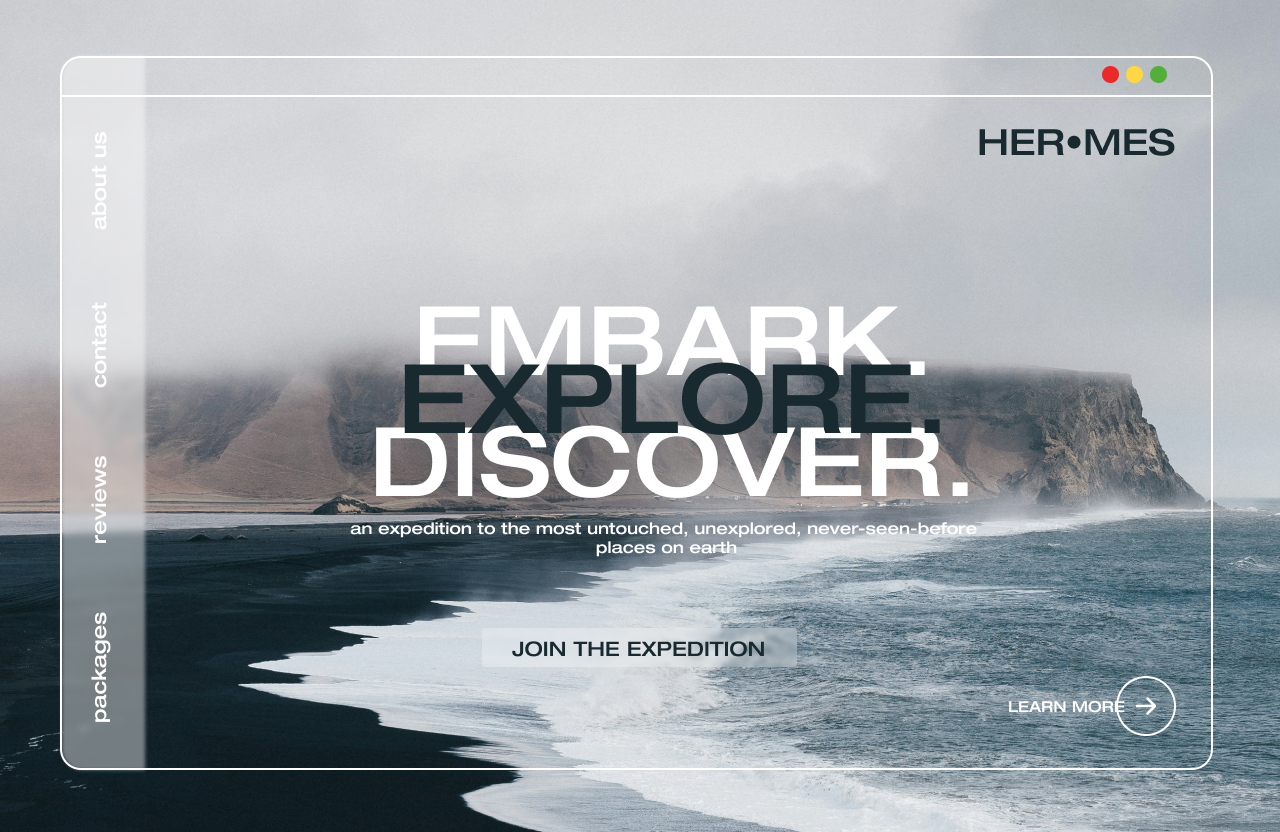 HER•MES
about us
contact
reviews
packages
EMBARK.
EXPLORE.
DISCOVER.
an expedition to the most untouched, unexplored, never-seen-before
places on earth
JOIN THE EXPEDITION
LEARN MORE